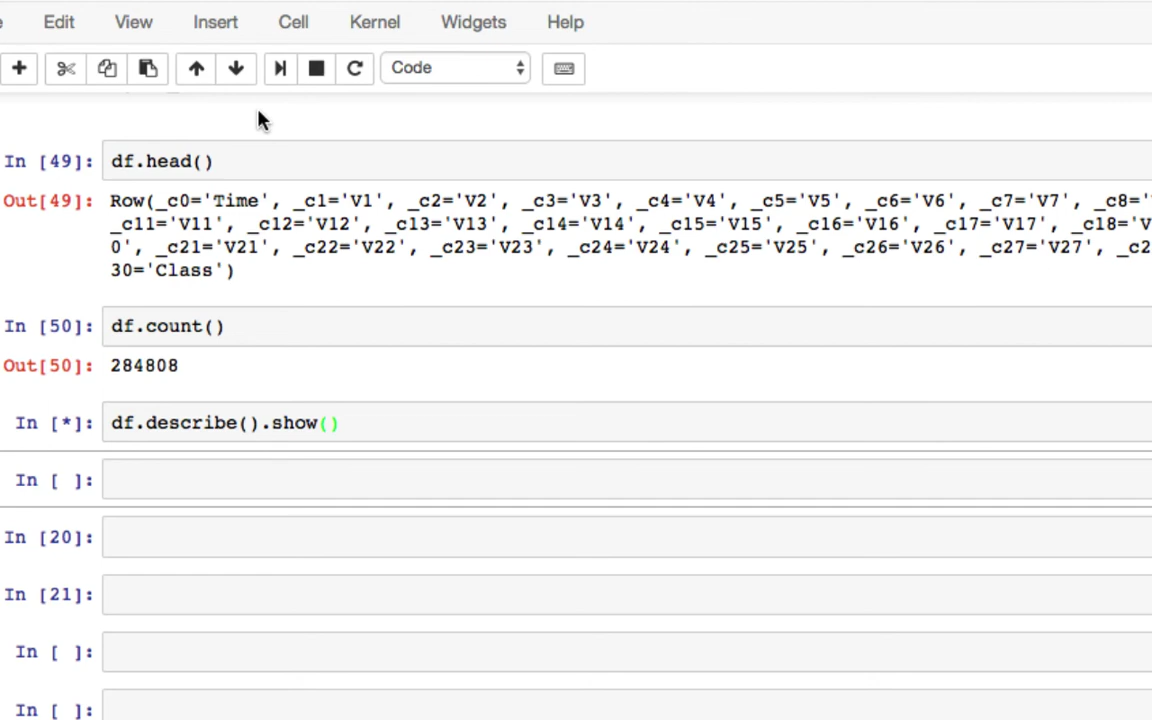 Edit View Insert Cell Kernel Widgets Help
Code
In [49]: df.head()
Out[49]: Row(_c0='Time', _c1='V1', _c2='V2', _c3='V3', _c4='V4', _c5='V5', _c6='V6', _c7='V7', _c8='
_c11='V11', _c12='V12', _c13='V13', _c14='V14', _c15='V15', _c16='V16', _c17='V17', _c18='V
0', _c21='V21', _c22='V22', _c23='V23', _c24='V24', _c25='V25', _c26='V26', _c27='V27', _c2
30='Class')
In [50]: df.count()
Out[50]: 284808
In [*]: df.describe().show()
In [ ]:
In [20]:
In [21]:
In [ ]:
In [ ]: